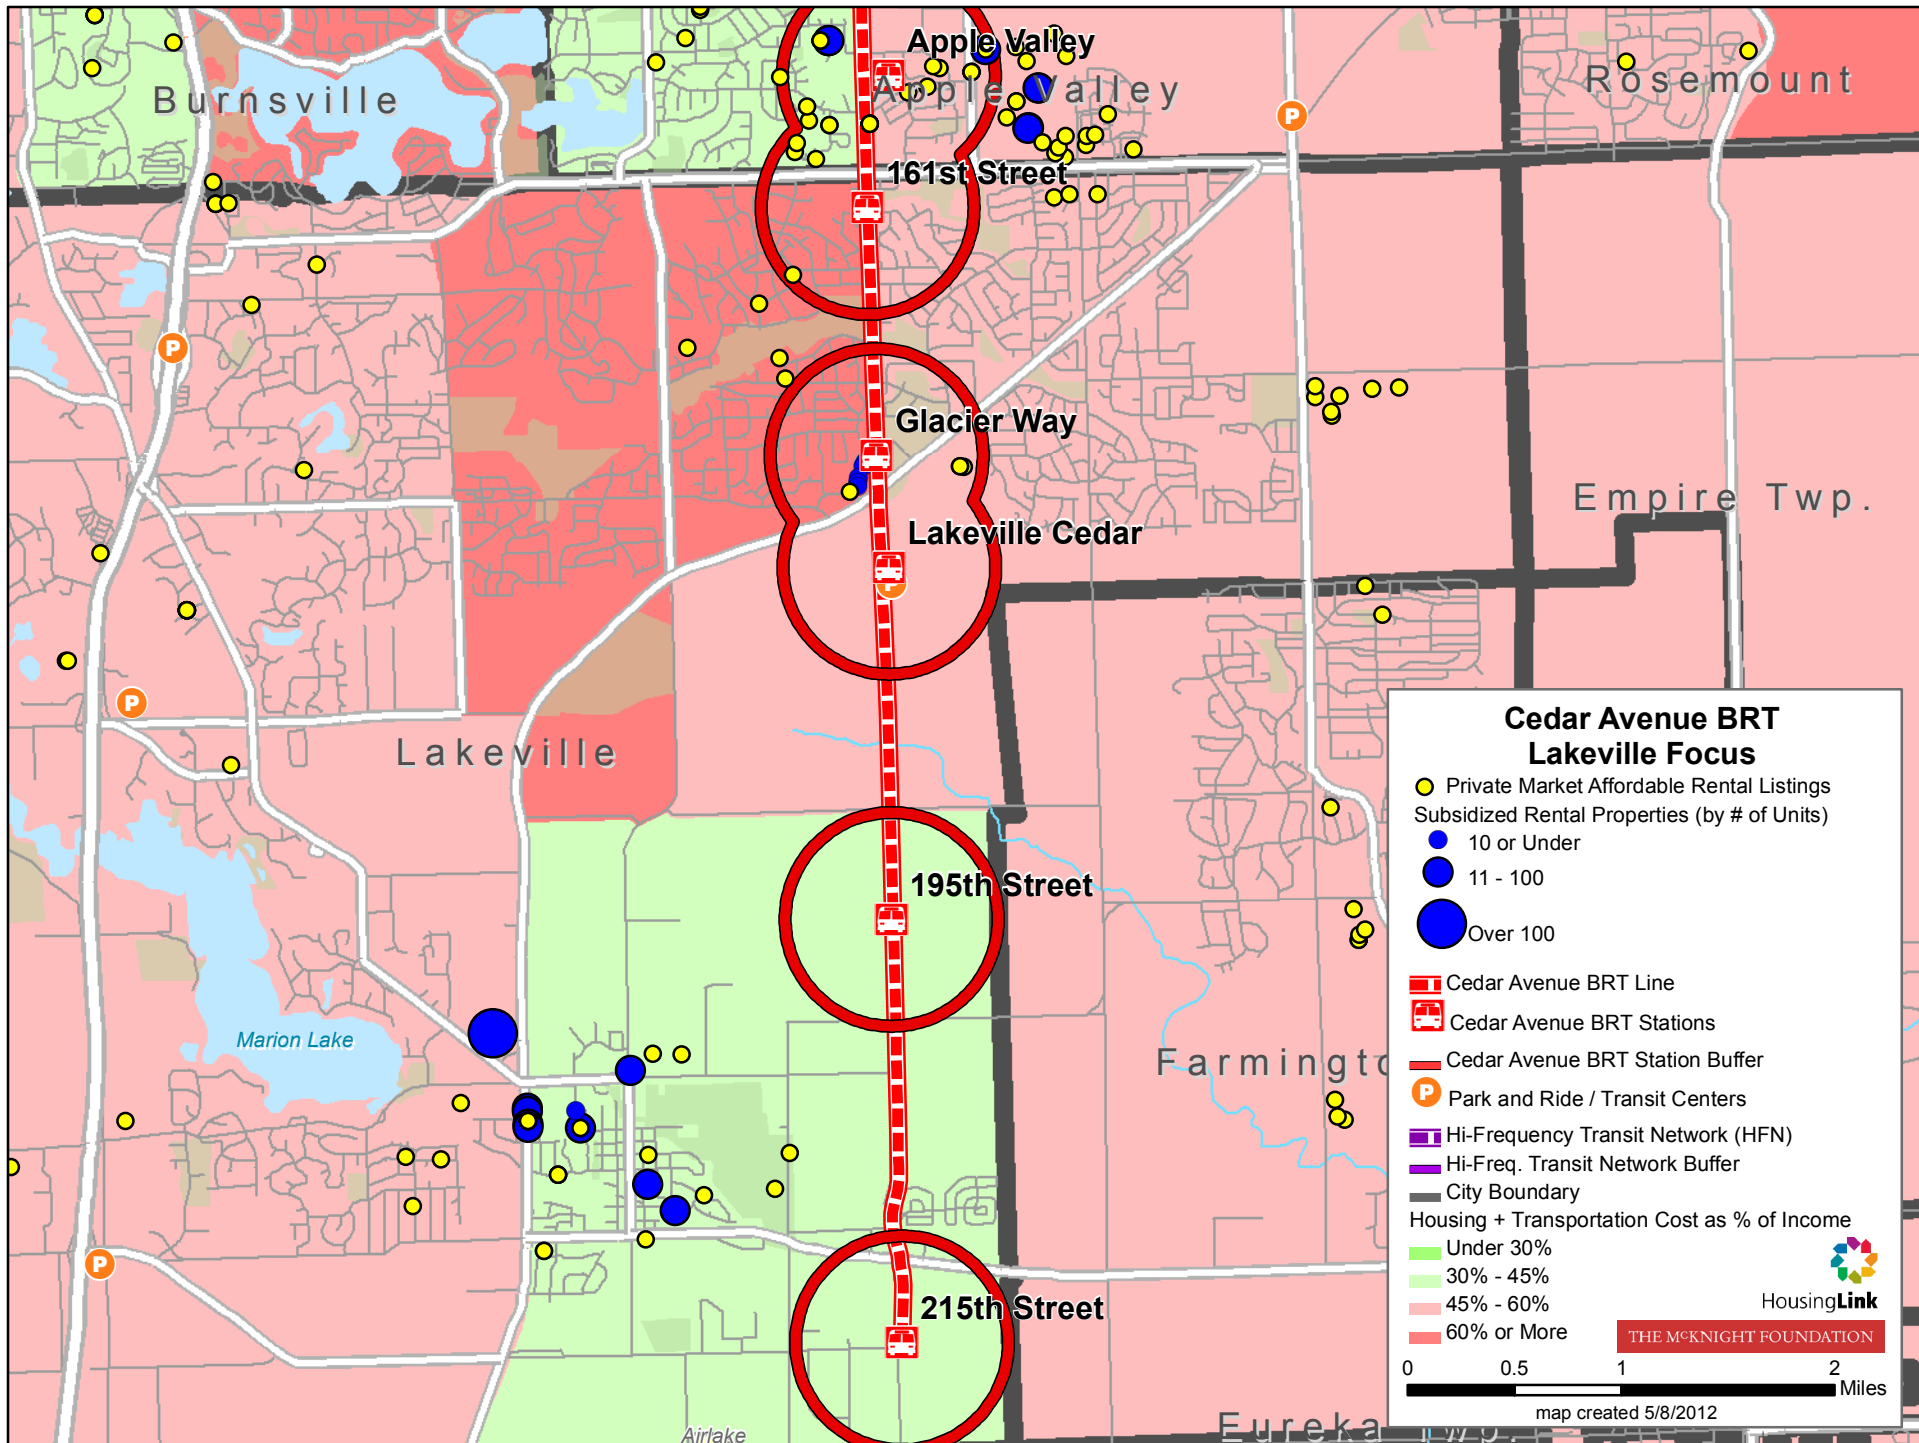 Apple Valley
Burnsville
Apple Valley
Rosemount
161st Street
Glacier Way
Empire Twp.
Lakeville Cedar
Lakeville
195th Street
Marion Lake
Farmingto
215th Street
Airlake
Eureka Twp.
P
P
P
P
P
Cedar Avenue BRT
Lakeville Focus
Private Market Affordable Rental Listings
Subsidized Rental Properties (by # of Units)
10 or Under
11 - 100
Over 100
Cedar Avenue BRT Line
Cedar Avenue BRT Stations
Cedar Avenue BRT Station Buffer
P Park and Ride / Transit Centers
Hi-Frequency Transit Network (HFN)
Hi-Freq. Transit Network Buffer
City Boundary
Housing + Transportation Cost as % of Income
Under 30%
30% - 45%
45% - 60%
60% or More
HousingLink
THE McKNIGHT FOUNDATION
0 0.5 1 2
Miles
map created 5/8/2012